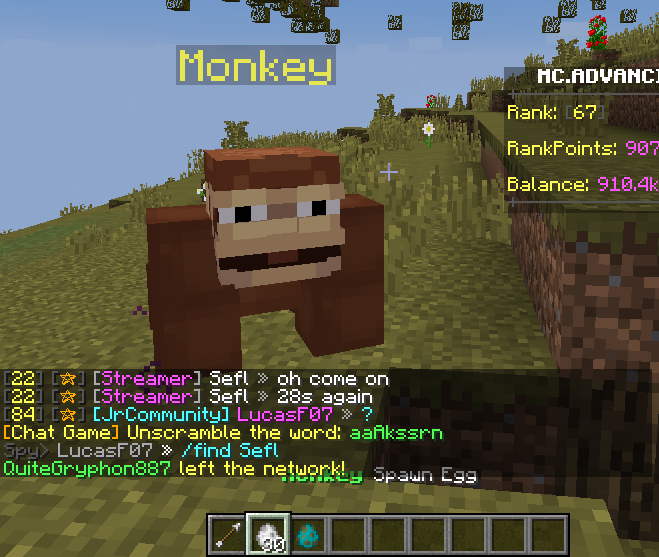 Monkey
MC.ADVANCI
Rank: [67]
RankPoints: 907
Balance: 910.4k
[22] [☆] [Streamer] Sefl » oh come on
[22] [☆] [Streamer] Sefl » 28s again
[84] [☆] [JrCommunity] LucasF07 » ?
[Chat Game] Unscramble the word: aaAkssrn
Spy> LucasF07 » /find Sefl
QuiteGryphon887 left the network!
Monkey Spawn Egg